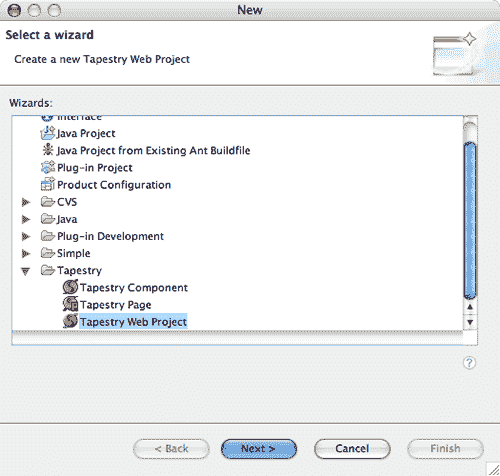 New
Select a wizard
Create a new Tapestry Web Project
Wizards:
Interface
Java Project
Java Project from Existing Ant Buildfile
Plug-in Project
Product Configuration
CVS
Java
Plug-in Development
Simple
Tapestry
Tapestry Component
Tapestry Page
Tapestry Web Project
?
< Back Next > Cancel Finish